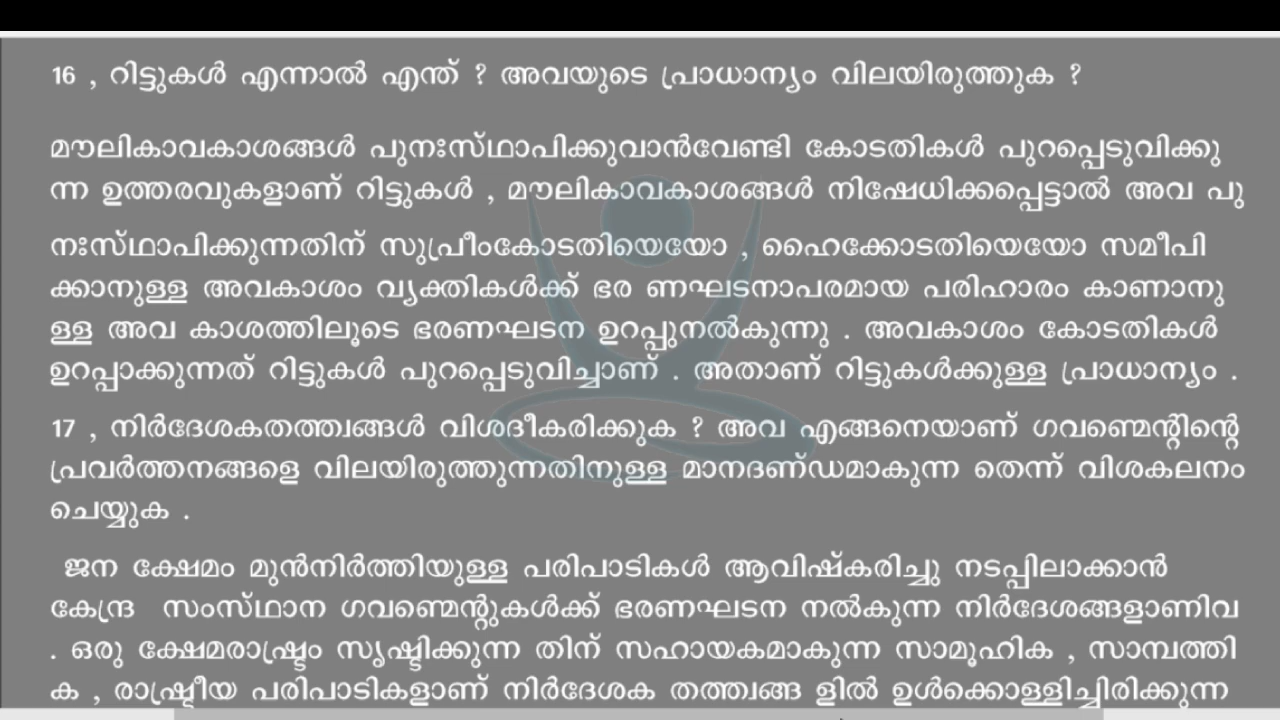 16 , റിട്ടുകൾ എന്നാൽ എന്ത് ? അവയുടെ പ്രാധാന്യം വിലയിരുത്തുക ?
മൗലികാവകാശങ്ങൾ പുനഃസ്ഥാപിക്കുവാൻവേണ്ടി കോടതികൾ പുറപ്പെടുവിക്കു
ന്ന ഉത്തരവുകളാണ് റിട്ടുകൾ , മൗലികാവകാശങ്ങൾ നിഷേധിക്കപ്പെട്ടാൽ അവ പു
നഃസ്ഥാപിക്കുന്നതിന് സുപ്രീംകോടതിയെയോ , ഹൈക്കോടതിയെയോ സമീപി
ക്കാനുള്ള അവകാശം വ്യക്തികൾക്ക് ഭര ണഘടനാപരമായ പരിഹാരം കാണാനു
ള്ള അവ കാശത്തിലൂടെ ഭരണഘടന ഉറപ്പുനൽകുന്നു . അവകാശം കോടതികൾ
ഉറപ്പാക്കുന്നത് റിട്ടുകൾ പുറപ്പെടുവിച്ചാണ് . അതാണ് റിട്ടുകൾക്കുള്ള പ്രാധാന്യം .
17 , നിർദേശകതത്ത്വങ്ങൾ വിശദീകരിക്കുക ? അവ എങ്ങനെയാണ് ഗവണ്മെന്റിന്റെ
പ്രവർത്തനങ്ങളെ വിലയിരുത്തുന്നതിനുള്ള മാനദണ്ഡമാകുന്ന തെന്ന് വിശകലനം
ചെയ്യുക .
ജന ക്ഷേമം മുൻനിർത്തിയുള്ള പരിപാടികൾ ആവിഷ്കരിച്ചു നടപ്പിലാക്കാൻ
കേന്ദ്ര സംസ്ഥാന ഗവണ്മെന്റുകൾക്ക് ഭരണഘടന നൽകുന്ന നിർദേശങ്ങളാണിവ
. ഒരു ക്ഷേമരാഷ്ട്രം സൃഷ്ടിക്കുന്ന തിന് സഹായകമാകുന്ന സാമൂഹിക , സാമ്പത്തി
ക , രാഷ്ട്രീയ പരിപാടികളാണ് നിർദേശക തത്ത്വങ്ങ ളിൽ ഉൾക്കൊള്ളിച്ചിരിക്കുന്ന